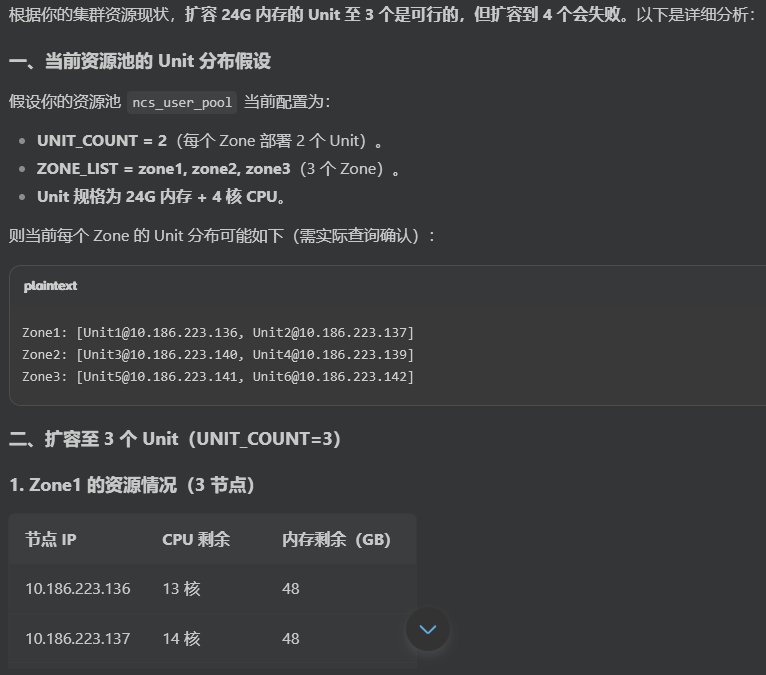 根据你的集群资源现状，扩容 24G 内存的 Unit 至 3 个是可行的，但扩容到 4 个会失败。以下是详细分析：
一、当前资源池的 Unit 分布假设
假设你的资源池 ncs_user_pool 当前配置为：
UNIT_COUNT = 2（每个 Zone 部署 2 个 Unit）。
ZONE_LIST = zone1, zone2, zone3（3 个 Zone）。
Unit 规格为 24G 内存 + 4 核 CPU。
则当前每个 Zone 的 Unit 分布可能如下（需实际查询确认）：
plaintext
Zone1: [Unit1@10.186.223.136, Unit2@10.186.223.137]
Zone2: [Unit3@10.186.223.140, Unit4@10.186.223.139]
Zone3: [Unit5@10.186.223.141, Unit6@10.186.223.142]
二、扩容至 3 个 Unit（UNIT_COUNT=3）
1. Zone1 的资源情况（3 节点）
节点 IP CPU 剩余 内存剩余（GB）
10.186.223.136 13 核 48
10.186.223.137 14 核 48